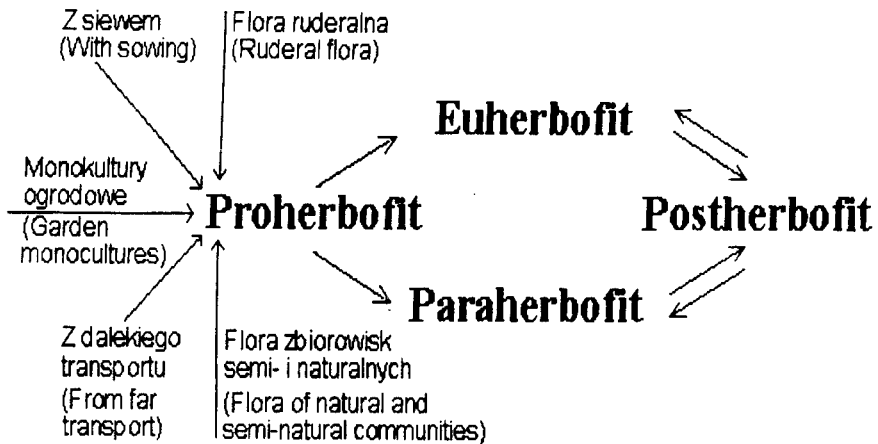 Z siewem
(With sowing)
Flora ruderalna
(Ruderal flora)
Euherbofit
Monokultury
ogrodowe
(Garden
monocultures)
Proherbofit
Postherbofit
Paraherbofit
Z dalekiego
transportu
(From far
transport)
Flora zbiorowisk
semi- i naturalnych
(Flora of natural and
semi-natural communities)